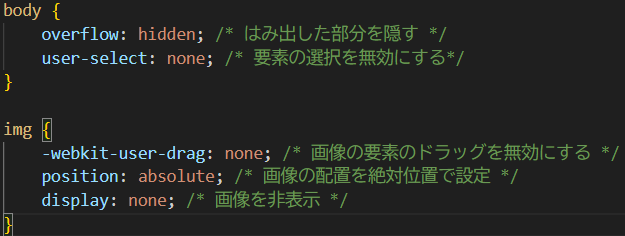 body {
    overflow: hidden; /* はみ出した部分を隠す */
    user-select: none; /* 要素の選択を無効にする*/
}

img {
    -webkit-user-drag: none; /* 画像の要素のドラッグを無効にする */
    position: absolute; /* 画像の配置を絶対位置で設定 */
    display: none; /* 画像を非表示 */
}